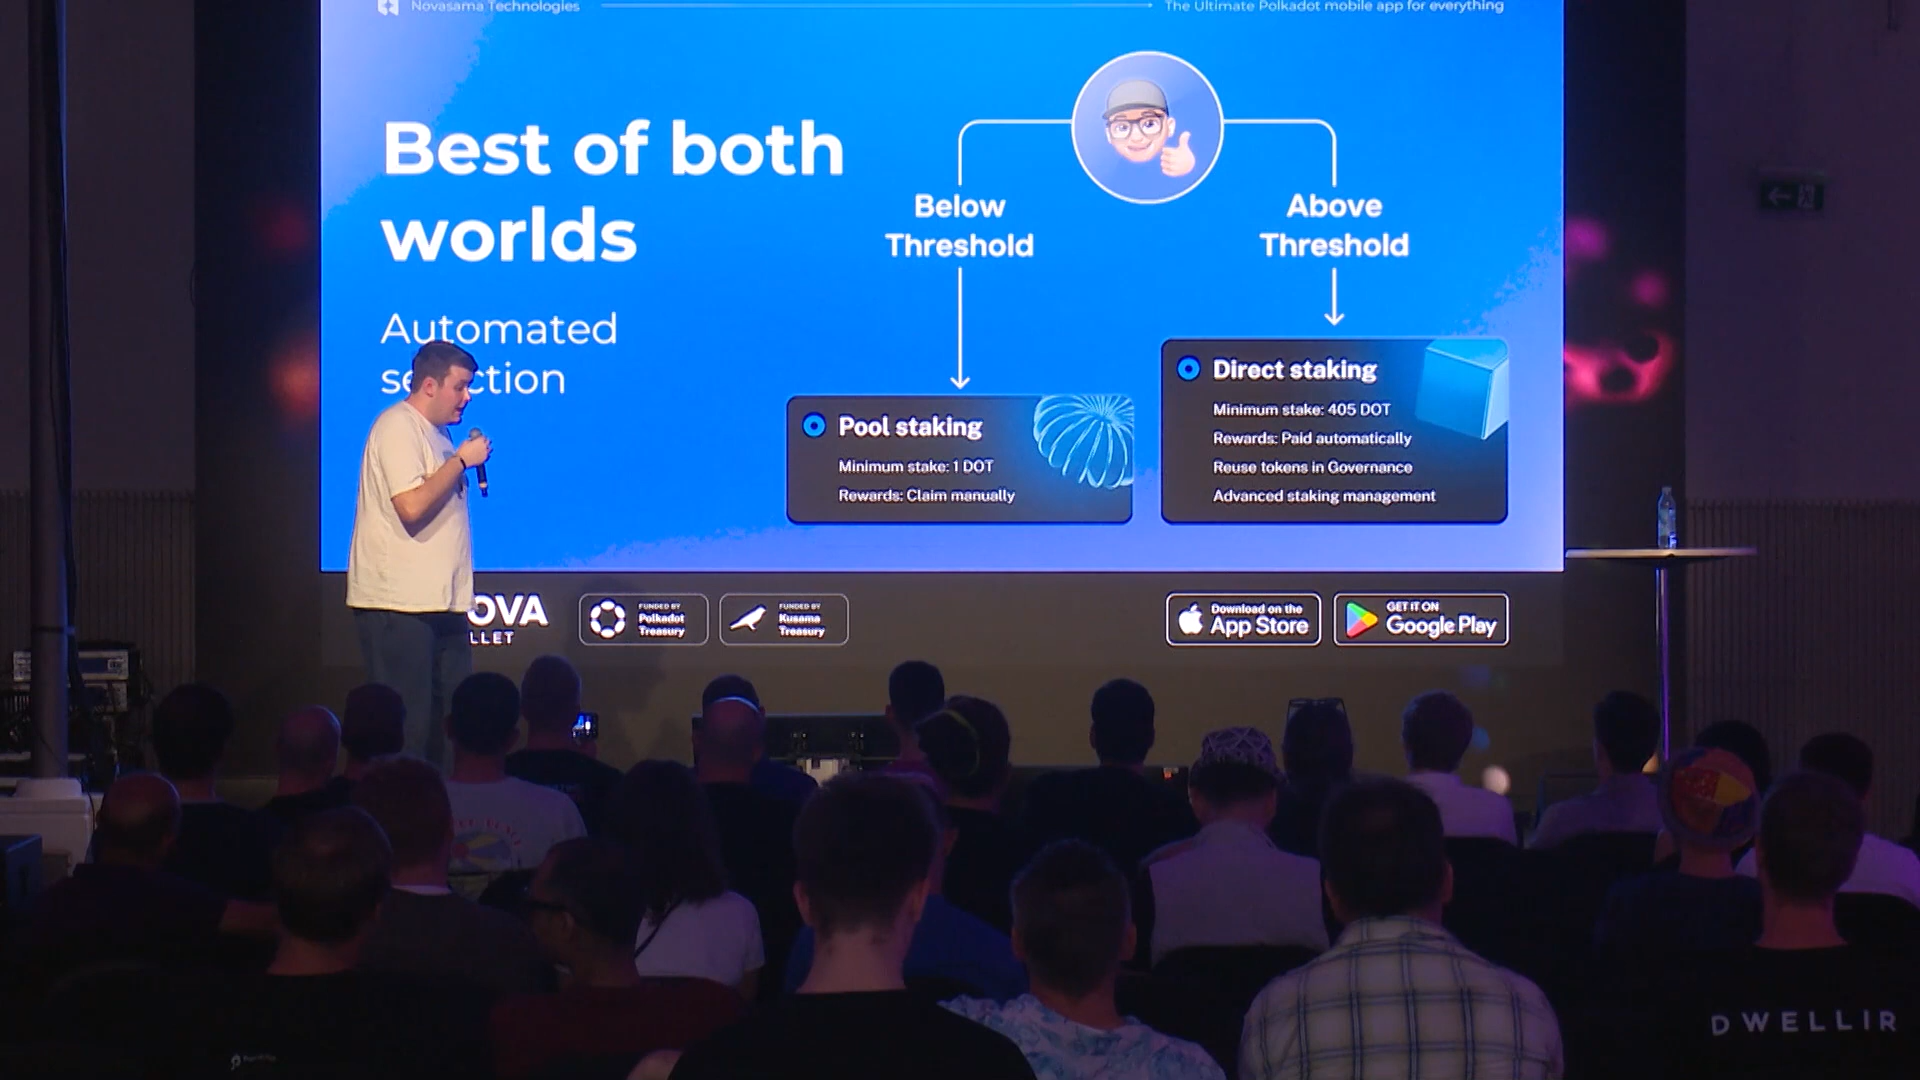 Novasama Technologies
The Ultimate Polkadot mobile app for everything
Best of both
worlds
Automated
Below
Threshold
Above
Threshold
Pool staking
Minimum stake: 1 DOT
Rewards: Claim manually
Direct staking
Minimum stake: 405 DOT
Rewards: Paid automatically
Reuse tokens in Governance
Advanced staking management
OVA
LLET
FUNDED BY
Polkadot
Treasury
FUNDED BY
Kusama
Treasury
Download on the
App Store
GET IT ON
Google Play
DWELLIR